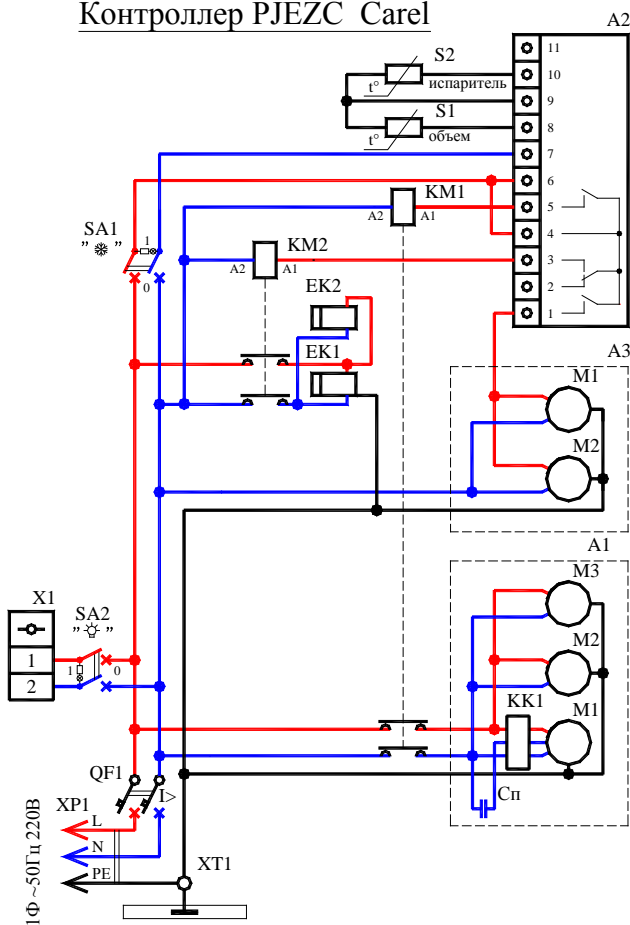 Контроллер PJEZC Carel
A2
11
S2
10
t° испаритель
9
S1
8
t° объем
7
6
KM1
A2 A1
5
SA1
4
" ❄ "
1
0
KM2
A2 A1
3
2
EK2
1
EK1
A3
M1
M2
A1
M3
X1
SA2
" "
1
1 0
2
M2
KK1
M1
QF1
I>
Сп
XP1
L
N
PE
XT1
1Ф ~50Гц 220В